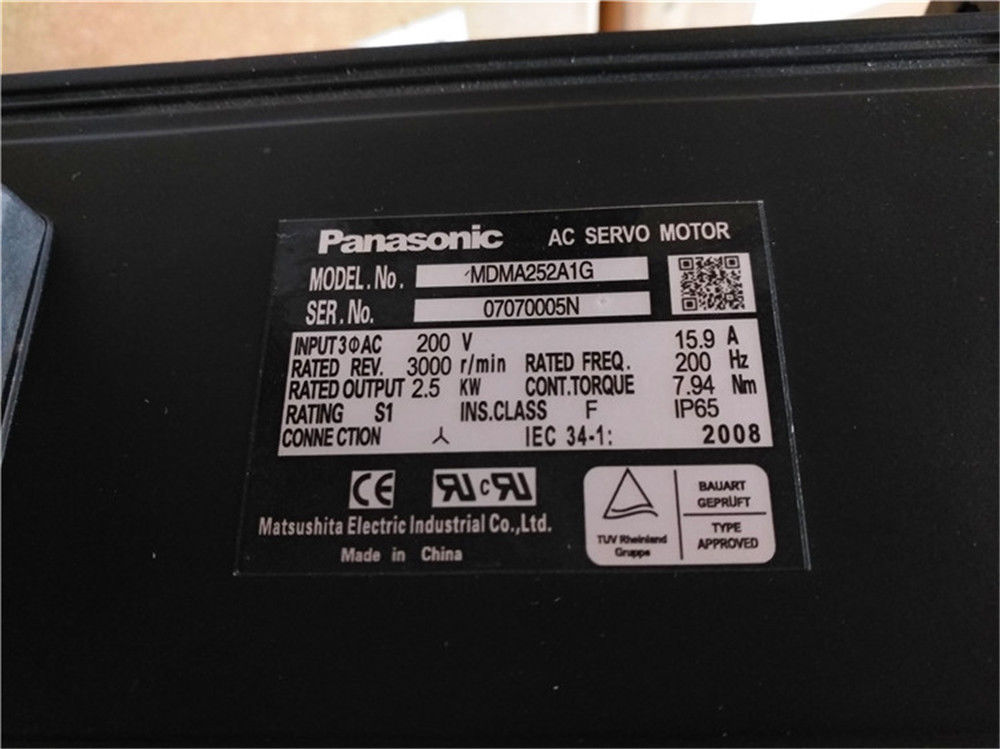 Panasonic AC SERVO MOTOR
MODEL.No. MDMA252A1G
SER.No. 07070005N
INPUT 3ΦAC 200 V 15.9 A
RATED REV. 3000 r/min RATED FREQ. 200 Hz
RATED OUTPUT 2.5 KW CONT.TORQUE 7.94 Nm
RATING S1 INS.CLASS F IP65
CONNECTION IEC 34-1: 2008
CE RU c RU
Matsushita Electric Industrial Co.,Ltd.
Made in China
TUV Rheinland
Gruppe
BAUART
GEPRÜFT
TYPE
APPROVED